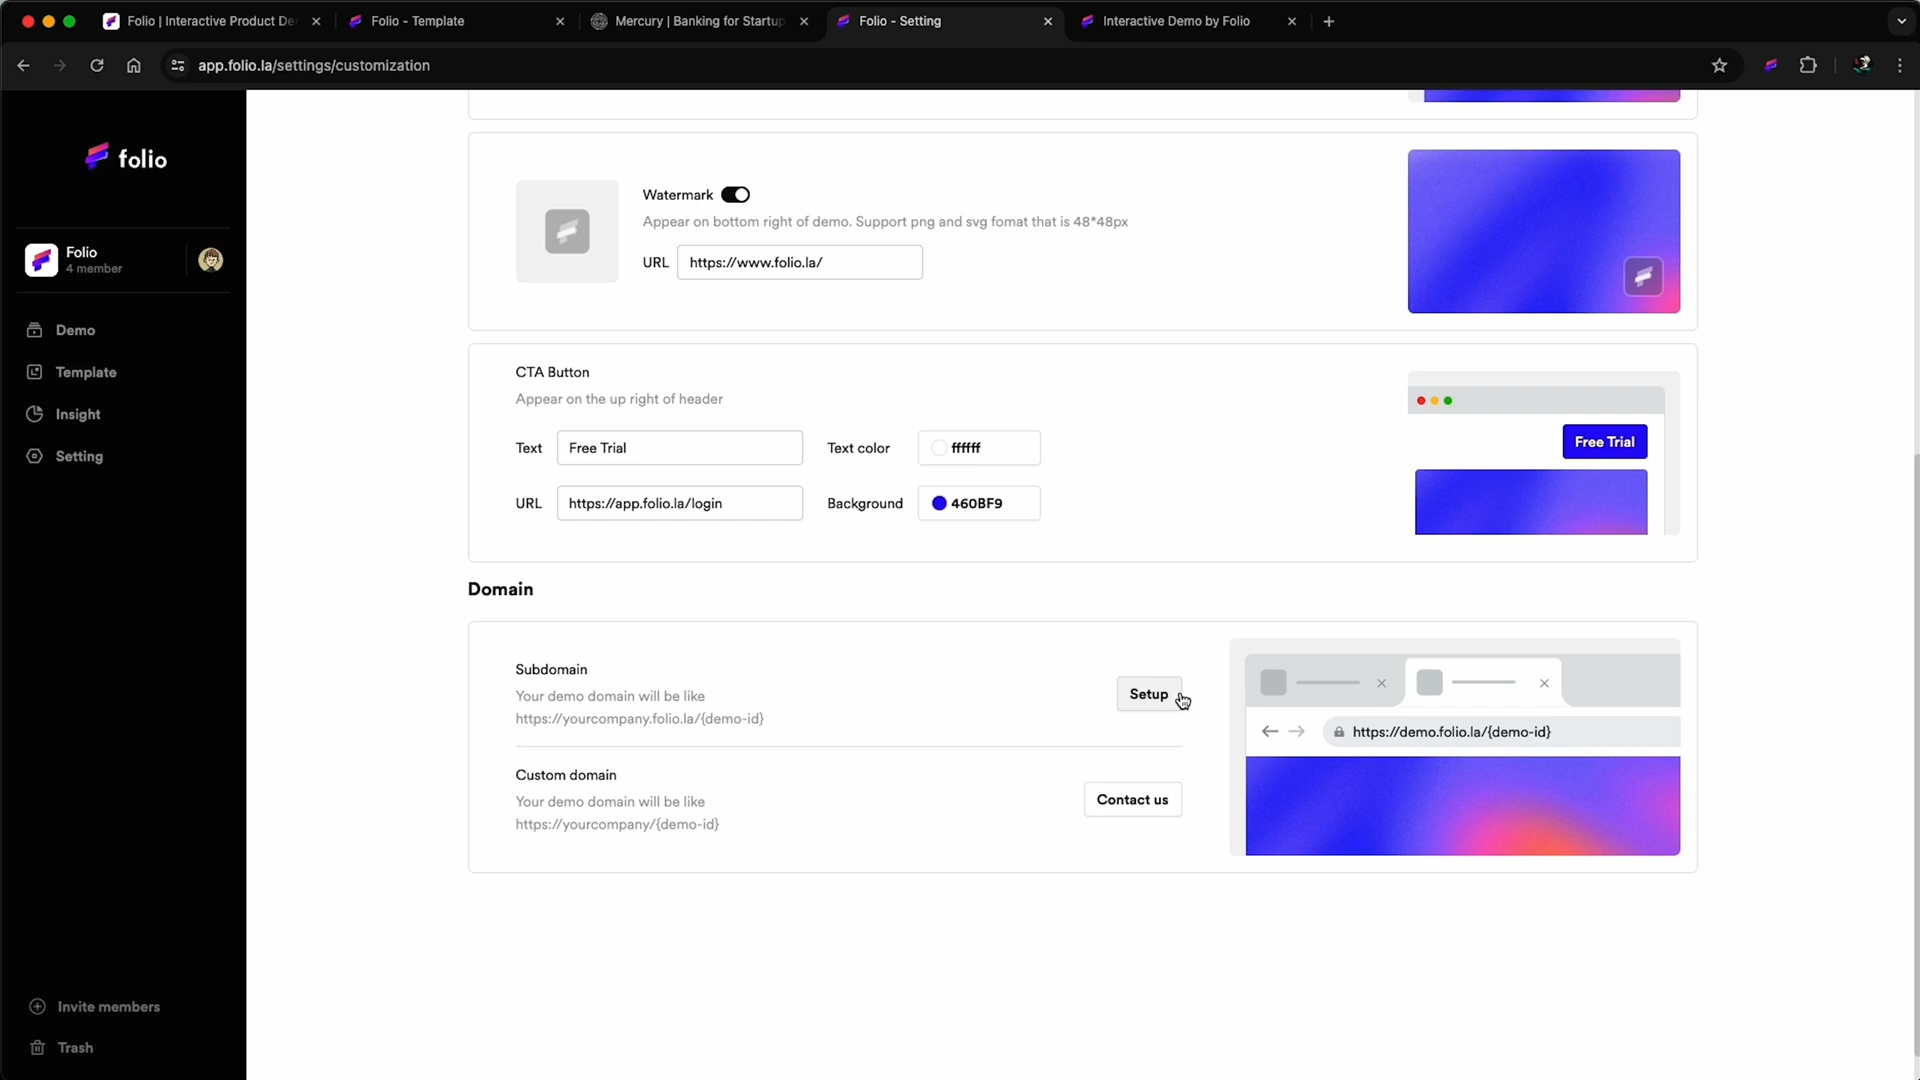 Folio | Interactive Product De
Folio - Template
Mercury | Banking for Startup
Folio - Setting
Interactive Demo by Folio
app.folio.la/settings/customization
folio
Folio
4 member
Demo
Template
Insight
Setting
Invite members
Trash
Watermark
Appear on bottom right of demo. Support png and svg fomat that is 48*48px
URL https://www.folio.la/
CTA Button
Appear on the up right of header
Text Free Trial Text color ffffff
URL https://app.folio.la/login Background 460BF9
Free Trial
Domain
Subdomain
Your demo domain will be like
https://yourcompany.folio.la/{demo-id}
Setup
Custom domain
Your demo domain will be like
https://yourcompany/{demo-id}
Contact us
https://demo.folio.la/{demo-id}